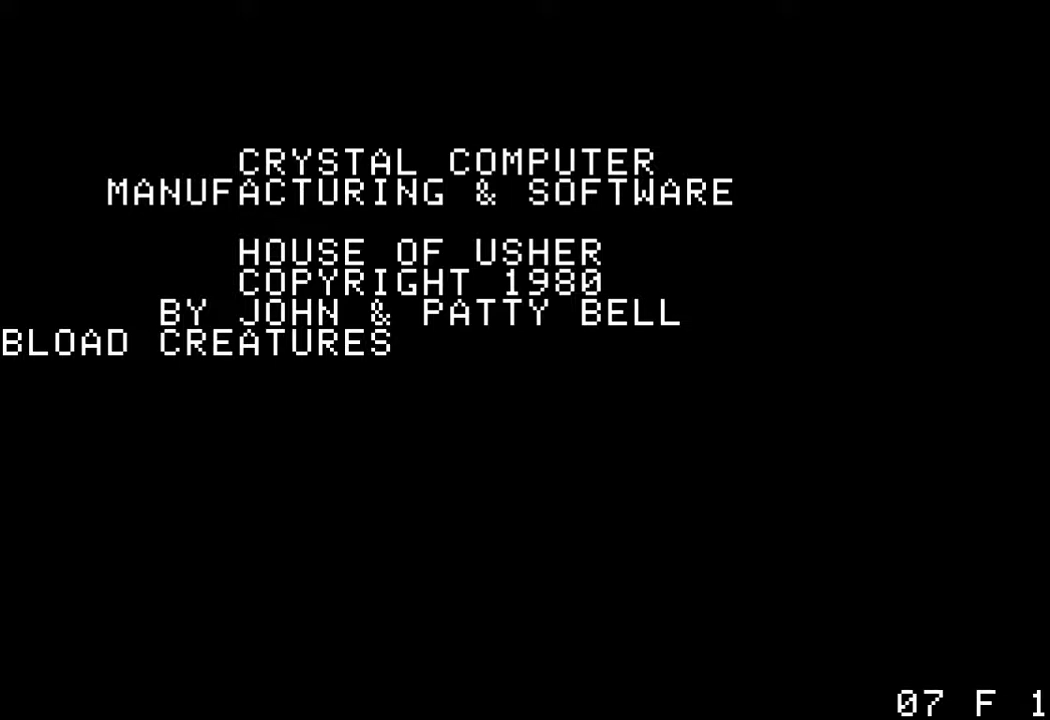 CRYSTAL COMPUTER
MANUFACTURING & SOFTWARE
HOUSE OF USHER
COPYRIGHT 1980
BY JOHN & PATTY BELL
BLOAD CREATURES
07 F 1